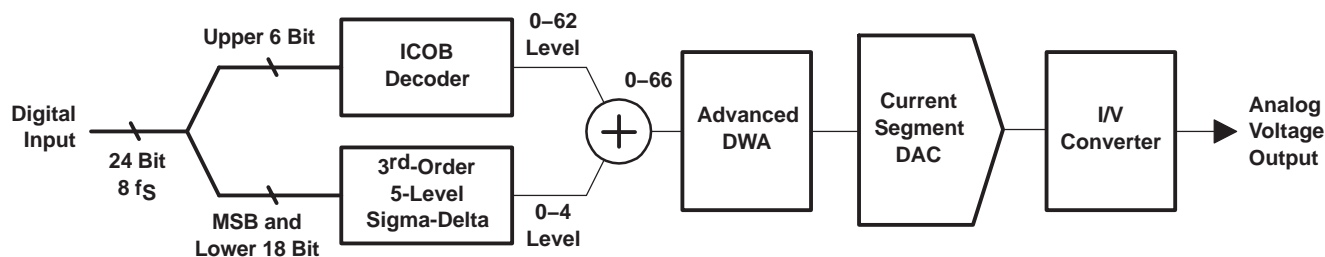 Digital
Input
24 Bit
8 fS
Upper 6 Bit
MSB and
Lower 18 Bit
ICOB
Decoder
3rd-Order
5-Level
Sigma-Delta
0–62
Level
0–4
Level
0–66
+
Advanced
DWA
Current
Segment
DAC
I/V
Converter
Analog
Voltage
Output